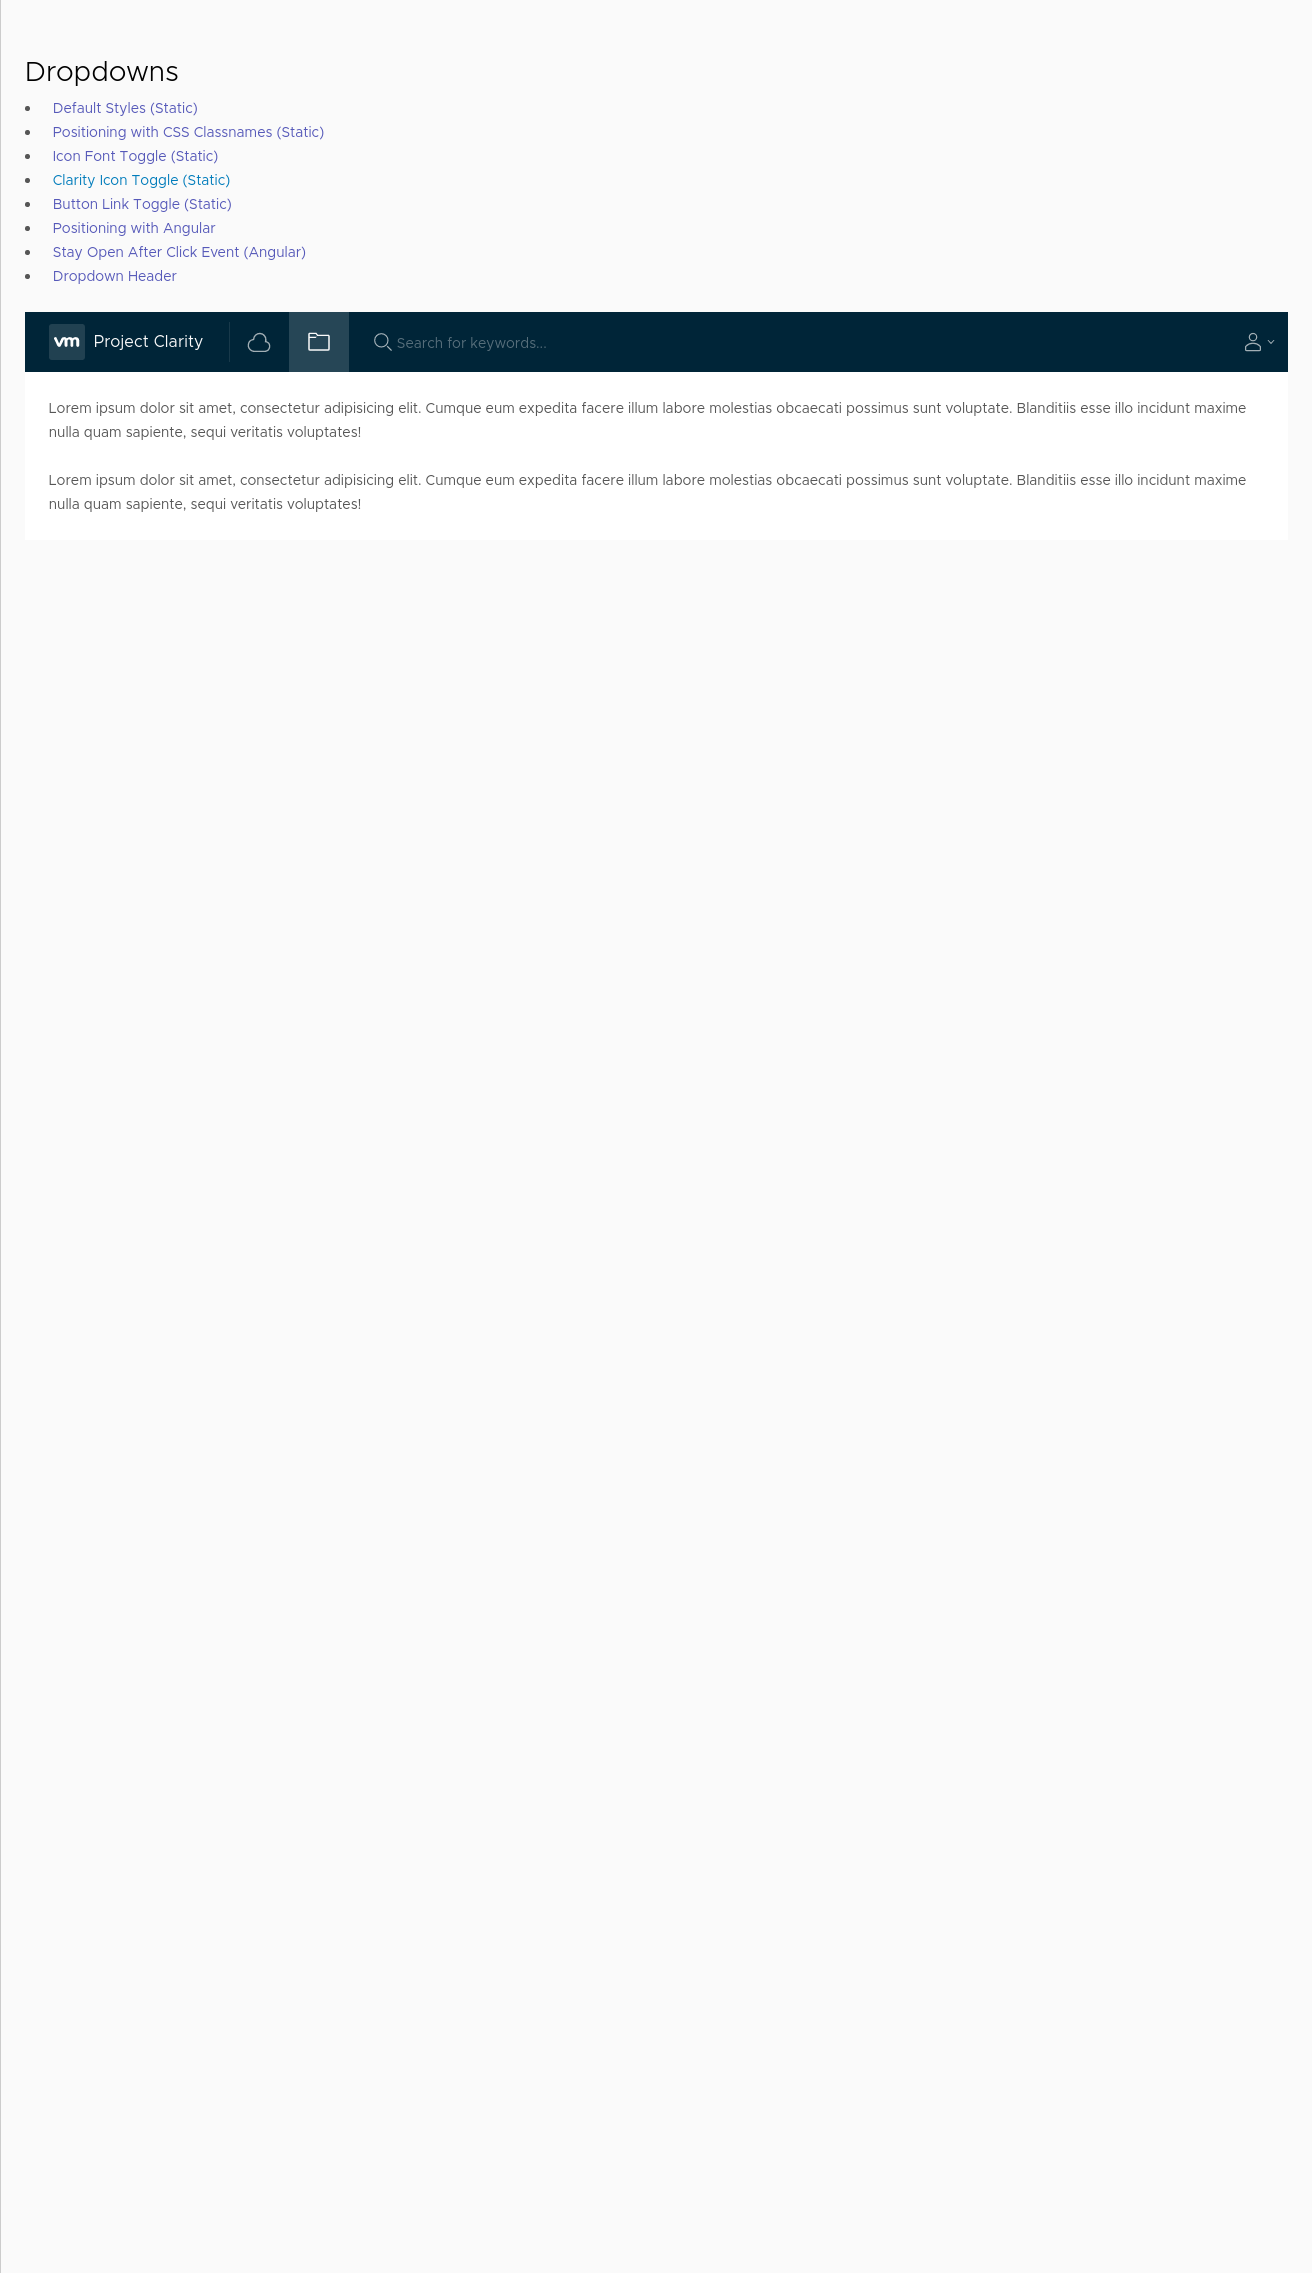 Dropdowns
Default Styles (Static)
Positioning with CSS Classnames (Static)
Icon Font Toggle (Static)
Clarity Icon Toggle (Static)
Button Link Toggle (Static)
Positioning with Angular
Stay Open After Click Event (Angular)
Dropdown Header
vm Project Clarity Search for keywords...
Lorem ipsum dolor sit amet, consectetur adipisicing elit. Cumque eum expedita facere illum labore molestias obcaecati possimus sunt voluptate. Blanditiis esse illo incidunt maxime
nulla quam sapiente, sequi veritatis voluptates!
Lorem ipsum dolor sit amet, consectetur adipisicing elit. Cumque eum expedita facere illum labore molestias obcaecati possimus sunt voluptate. Blanditiis esse illo incidunt maxime
nulla quam sapiente, sequi veritatis voluptates!